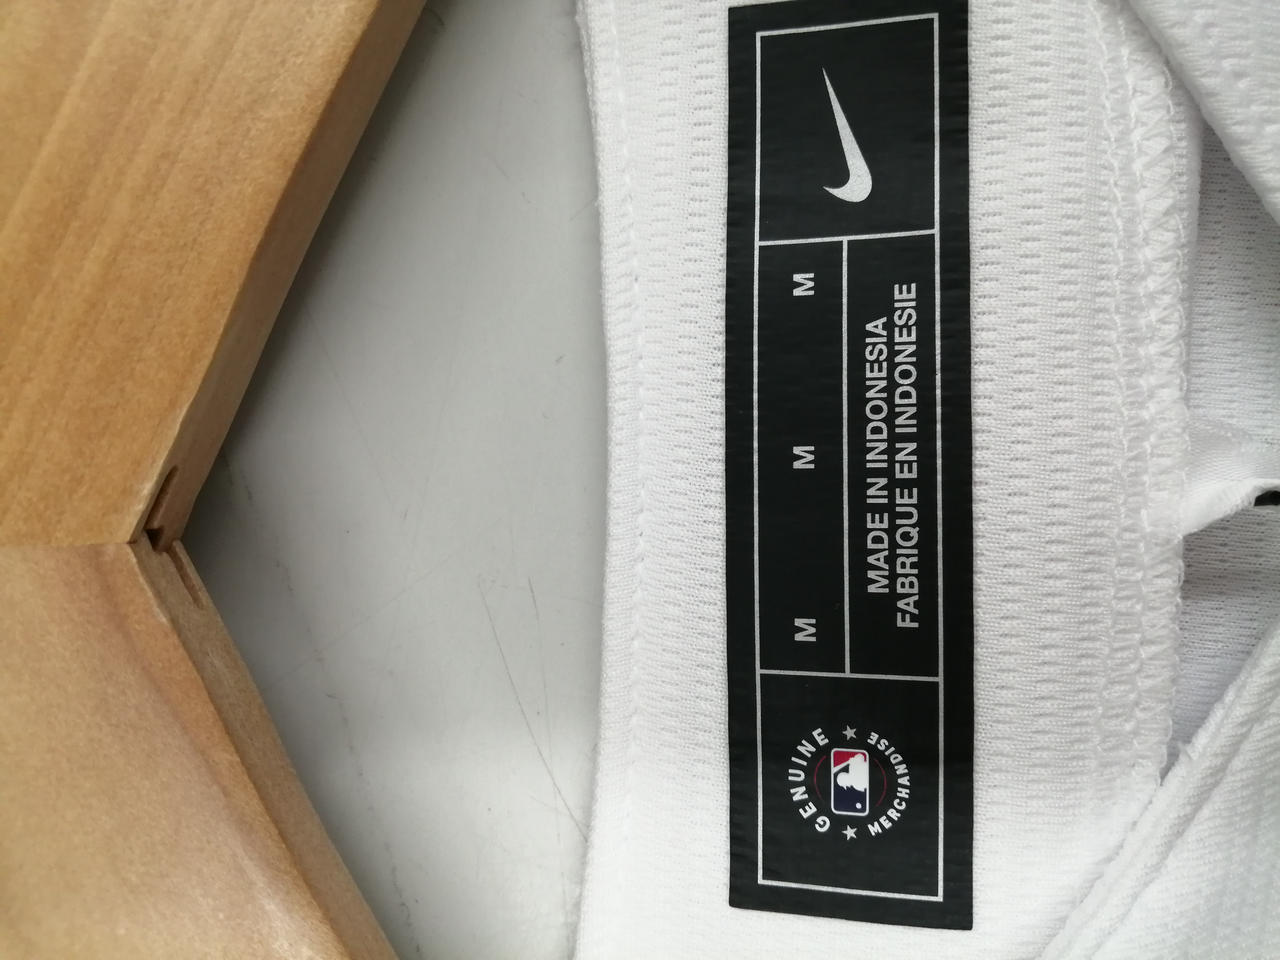 GENUINE
MERCHANDISE
M M M
MADE IN INDONESIA
FABRIQUE EN INDONESIE